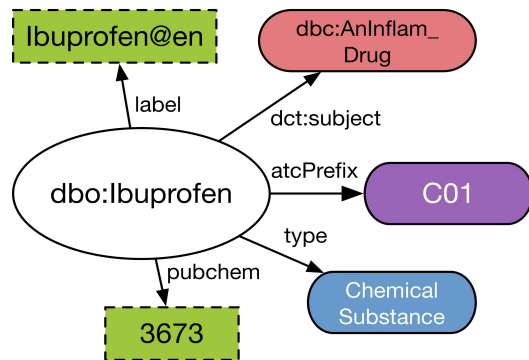 Ibuprofen@en
dbc:AnInflam_
Drug
label
dct:subject
dbo:Ibuprofen
atcPrefix
C01
type
pubchem
Chemical
Substance
3673